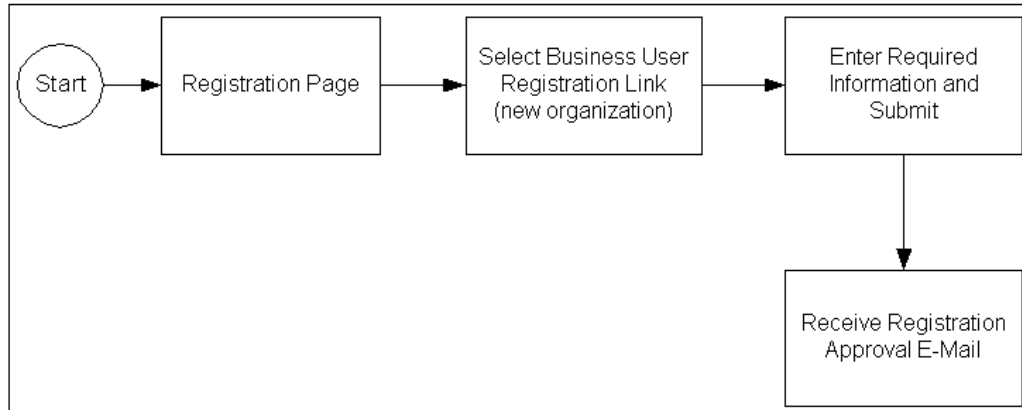 Start
Registration Page
Select Business User
Registration Link
(new organization)
Enter Required
Information and
Submit
Receive Registration
Approval E-Mail